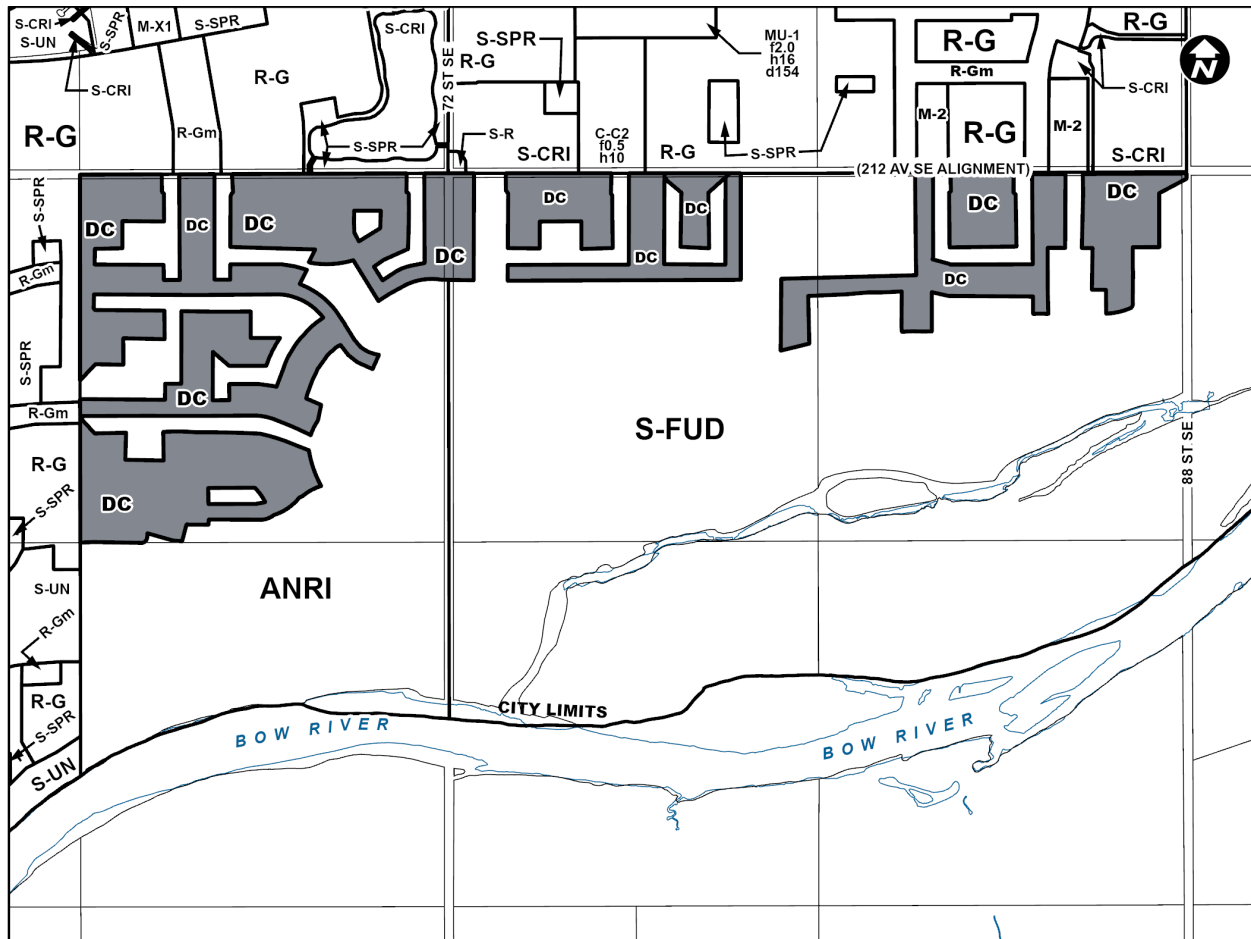 S-CRI
S-UN
S-SPR
M-X1
S-SPR
S-CRI
R-G
R-Gm
R-G
S-CRI
S-SPR
72 ST SE
R-G
S-SPR
S-R
S-CRI
C-C2
f0.5
h10
R-G
MU-1
f2.0
h16
d154
S-SPR
R-G
R-Gm
M-2
R-G
M-2
R-G
S-CRI
S-CRI
N
(212 AV SE ALIGNMENT)
S-SPR
DC
DC
DC
DC
DC
DC
DC
DC
DC
R-Gm
S-SPR
R-Gm
DC
R-G
S-SPR
DC
S-FUD
88 ST SE
S-UN
R-Gm
ANRI
R-G
S-SPR
S-UN
CITY LIMITS
BOW RIVER
BOW RIVER